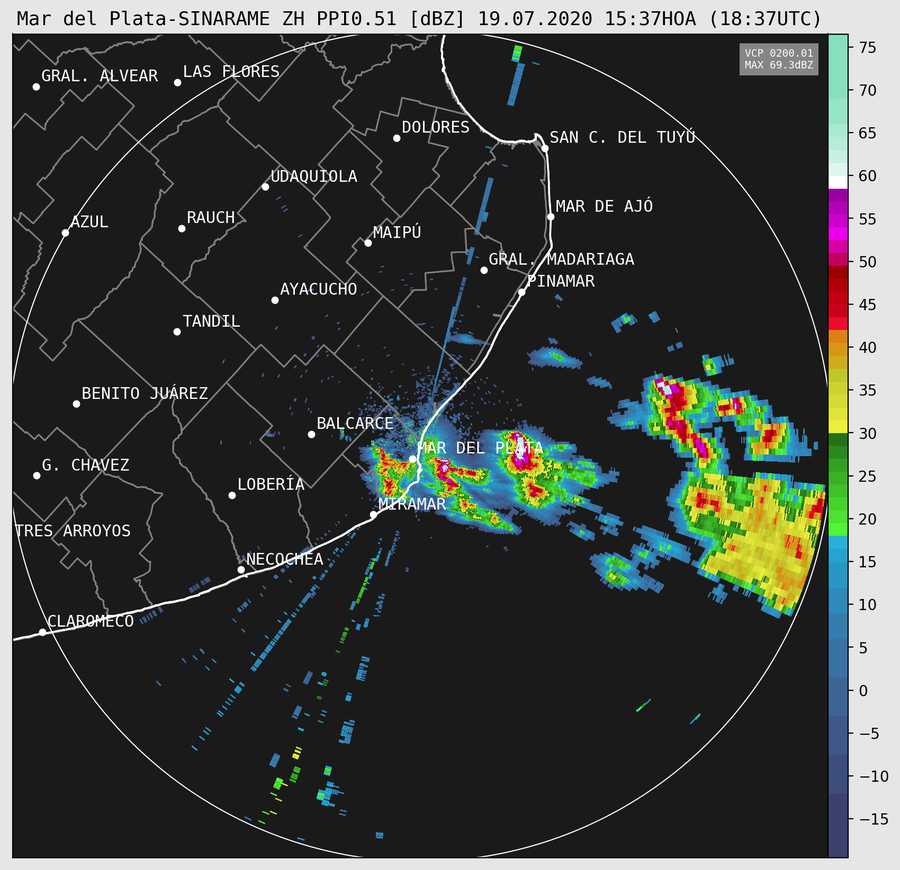 Mar del Plata-SINARAME ZH PPI0.51 [dBZ] 19.07.2020 15:37HOA (18:37UTC)
VCP 0200.01
MAX 69.3dBZ
GRAL. ALVEAR
LAS FLORES
DOLORES
SAN C. DEL TUYÚ
UDAQUIOLA
AZUL
RAUCH
MAIPÚ
MAR DE AJÓ
GRAL. MADARIAGA
PINAMAR
AYACUCHO
TANDIL
BENITO JUÁREZ
BALCARCE
MAR DEL PLATA
G. CHAVEZ
LOBERÍA
MIRAMAR
TRES ARROYOS
NECOCHEA
CLAROMECO
75
70
65
60
55
50
45
40
35
30
25
20
15
10
5
0
−5
−10
−15